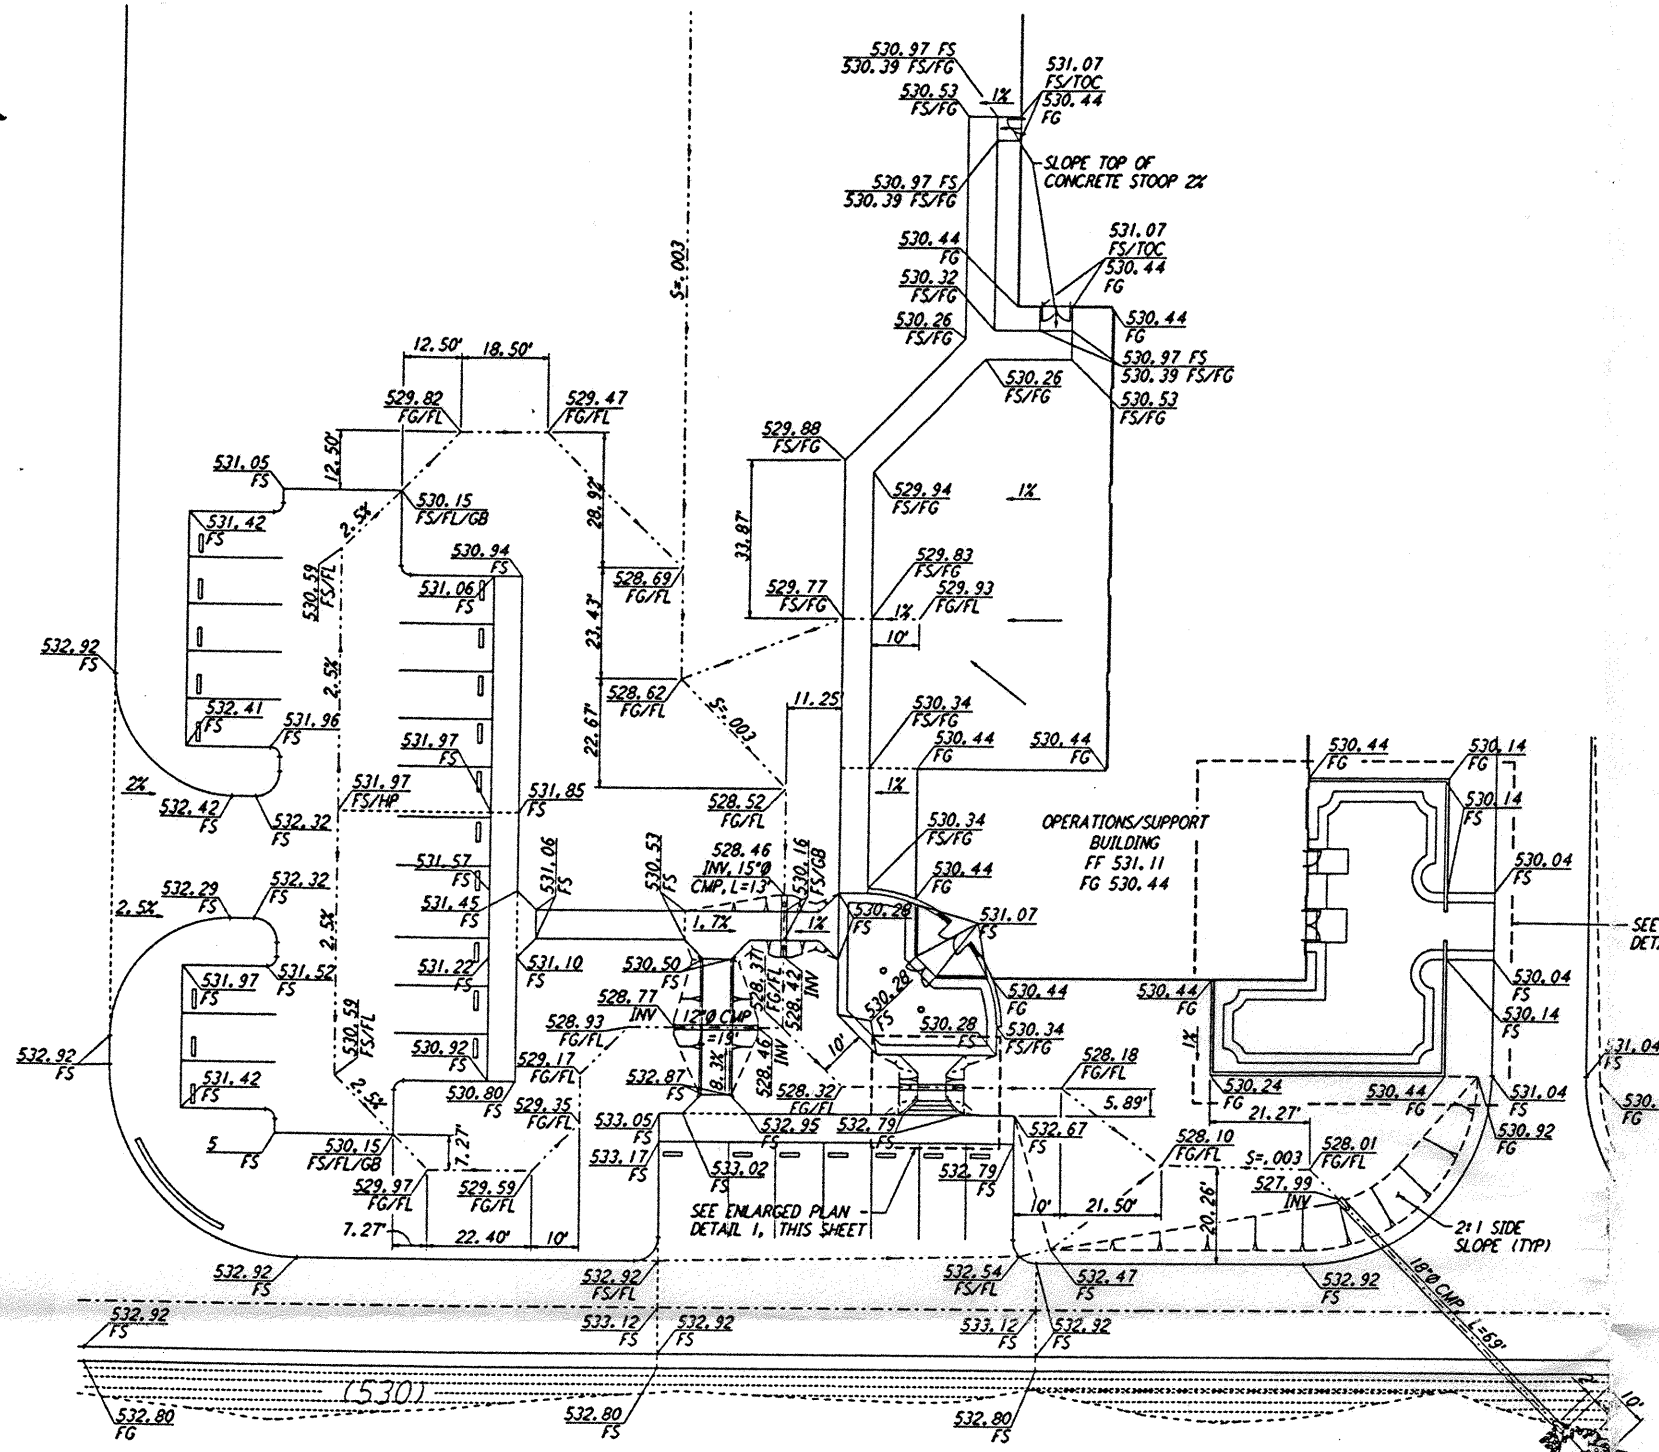 530.97 FS
530.39 FS/FG
531.07
FS/TOC
530.44
FG
530.53
FS/FG
1%
SLOPE TOP OF
CONCRETE STOOP 2%
530.97 FS
530.39 FS/FG
531.07
FS/TOC
530.44
FG
530.44
FG
S=.003
530.32
FS/FG
530.26
FS/FG
530.44
FG
530.97 FS
530.39 FS/FG
12.50'
18.50'
530.26
FS/FG
530.53
FS/FG
529.82
FG/FL
529.47
FG/FL
529.88
FS/FG
12.50'
531.05
FS
530.15
FS/FL/GB
28.92'
529.94
FS/FG
1%
531.42
FS
2.5%
33.87'
530.94
FS
529.83
FS/FG
530.59
FS/FL
531.06
FS
528.69
FG/FL
529.77
FS/FG
529.93
FG/FL
1%
10'
23.43'
532.92
FS
2.5%
528.62
FG/FL
11.25'
530.34
FS/FG
532.41
FS
531.96
FS
S=.003
22.67'
531.97
FS
530.44
FG
530.44
FG
530.44
FG
530.14
FG
2%
531.97
FS/HP
531.85
FS
528.52
FG/FL
1%
530.14
FS
532.42
FS
532.32
FS
530.34
FS/FG
OPERATIONS/SUPPORT
BUILDING
FF 531.11
FG 530.44
531.57
FS
531.06
FS
530.53
FS
528.46
INV, 15"Ø
CMP, L=13'
530.16
FS/GB
530.44
FG
530.04
FS
532.29
FS
532.32
FS
531.45
FS
2.5%
2.5%
1.7%
1%
530.28
FS
531.07
FS
SEE
DET
531.22
FS
531.10
FS
530.50
FS
528.37
FG/FL
528.42
INV
531.97
FS
531.52
FS
530.28
FS
530.44
FG
530.44
FG
530.04
FS
530.14
FS
528.77
INV
12"Ø CMP
=19'
528.93
FG/FL
530.28
FS
530.34
FS/FG
1%
530.59
FS/FL
530.92
FS
529.17
FG/FL
8.3%
528.46
INV
10'
528.18
FG/FL
531.04
FS
532.92
FS
531.42
FS
2.5%
530.80
FS
532.87
FS
528.32
FG/FL
530.24
FG
530.44
FG
531.04
FS
530.
FG
529.35
FG/FL
5.89'
21.27'
533.05
FS
532.95
FS
532.79
FS
532.67
FS
530.92
FG
5
FS
530.15
FS/FL/GB
7.27'
528.10
FG/FL
533.17
FS
533.02
FS
532.79
FS
S=.003
528.01
FG/FL
529.97
FG/FL
529.59
FG/FL
527.99
INV
SEE ENLARGED PLAN
DETAIL 1, THIS SHEET
10'
21.50'
20.26'
7.27'
22.40'
10'
2:1 SIDE
SLOPE (TYP)
532.92
FS
532.92
FS/FL
532.54
FS/FL
532.47
FS
532.92
FS
18"Ø CMP
L=69'
532.92
FS
533.12
FS
532.92
FS
533.12
FS
532.92
FS
(530)
532.80
FG
532.80
FS
532.80
FS
10'